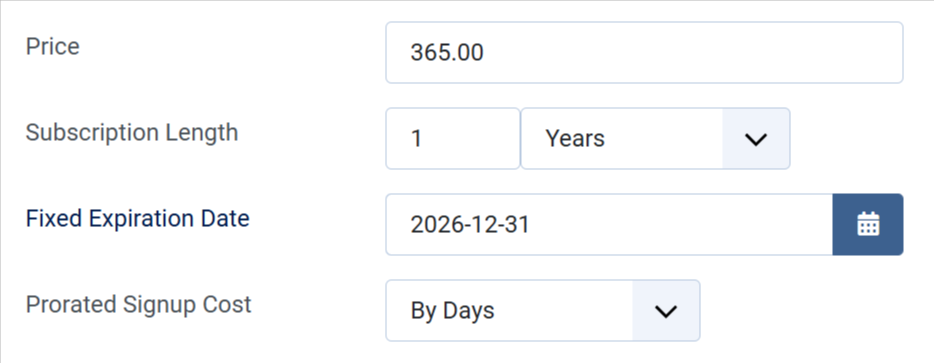 Price 365.00
Subscription Length 1 Years
Fixed Expiration Date 2026-12-31
Prorated Signup Cost By Days